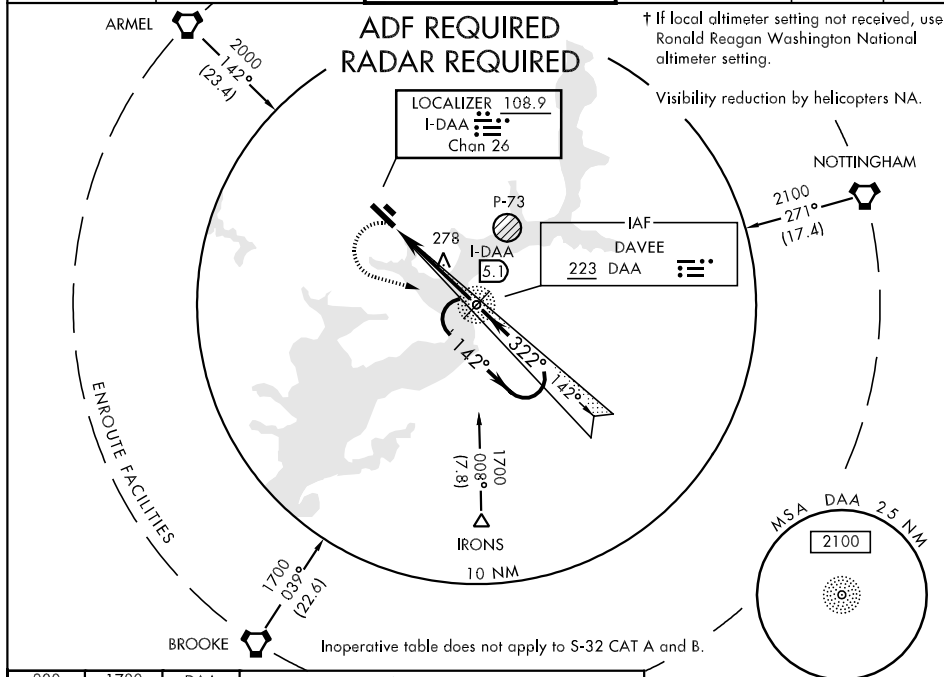 ARMEL
2000
142°
(23.4)
ADF REQUIRED
RADAR REQUIRED
† If local altimeter setting not received, use
Ronald Reagan Washington National
altimeter setting.
Visibility reduction by helicopters NA.
LOCALIZER 108.9
I-DAA
Chan 26
NOTTINGHAM
2100
271°
(17.4)
P-73
278
I-DAA
5.1
IAF
DAVEE
223 DAA
322°
142°
142°
ENROUTE FACILITIES
1700
008°
(7.8)
IRONS
10 NM
1700
039°
(22.6)
BROOKE
MSA DAA 25 NM
2100
Inoperative table does not apply to S-32 CAT A and B.